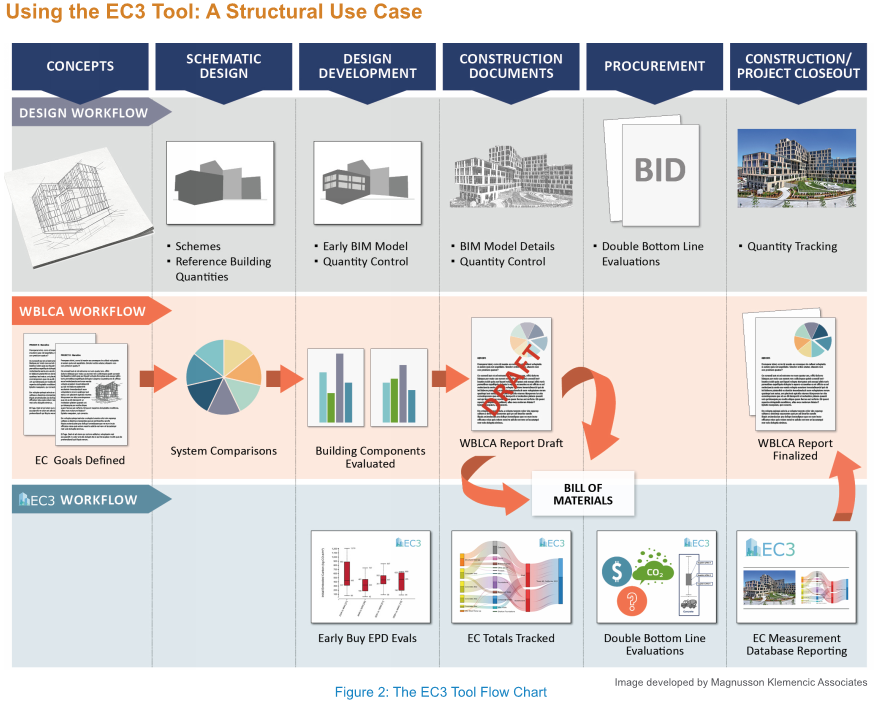 Using the EC3 Tool: A Structural Use Case
CONCEPTS
SCHEMATIC
DESIGN
DESIGN
DEVELOPMENT
CONSTRUCTION
DOCUMENTS
PROCUREMENT
CONSTRUCTION/
PROJECT CLOSEOUT
DESIGN WORKFLOW
▪ Schemes
▪ Reference Building
Quantities
▪ Early BIM Model
▪ Quantity Control
▪ BIM Model Details
▪ Quantity Control
BID
▪ Double Bottom Line
Evaluations
▪ Quantity Tracking
WBLCA WORKFLOW
EC Goals Defined
System Comparisons
Building Components
Evaluated
DRAFT
WBLCA Report Draft
WBLCA Report
Finalized
BILL OF
MATERIALS
EC3 WORKFLOW
EC3
Early Buy EPD Evals
EC3
EC Totals Tracked
EC3
$
CO₂
?
Double Bottom Line
Evaluations
EC3
EC Measurement
Database Reporting
Image developed by Magnusson Klemencic Associates
Figure 2: The EC3 Tool Flow Chart